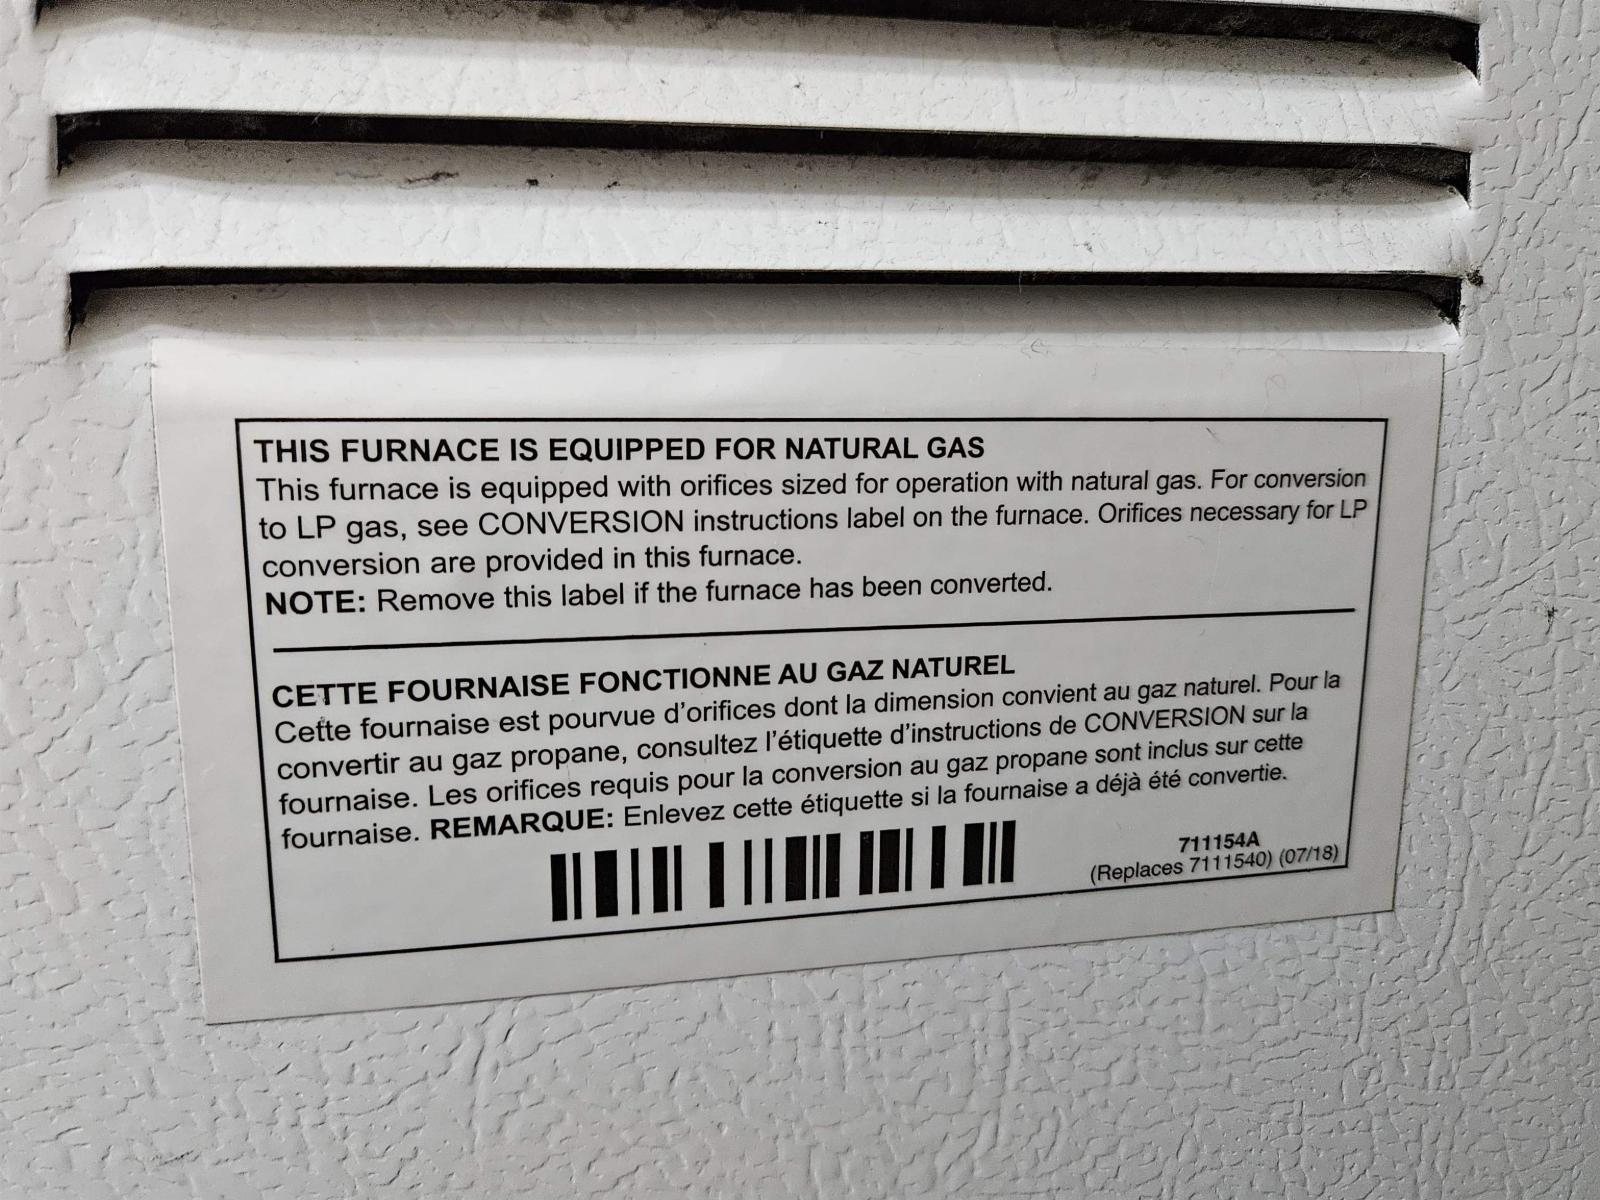 THIS FURNACE IS EQUIPPED FOR NATURAL GAS
This furnace is equipped with orifices sized for operation with natural gas. For conversion
to LP gas, see CONVERSION instructions label on the furnace. Orifices necessary for LP
conversion are provided in this furnace.
NOTE: Remove this label if the furnace has been converted.
CETTE FOURNAISE FONCTIONNE AU GAZ NATUREL
Cette fournaise est pourvue d'orifices dont la dimension convient au gaz naturel. Pour la
convertir au gaz propane, consultez l'étiquette d'instructions de CONVERSION sur la
fournaise. Les orifices requis pour la conversion au gaz propane sont inclus sur cette
fournaise. REMARQUE: Enlevez cette étiquette si la fournaise a déjà été convertie.
711154A
(Replaces 7111540) (07/18)